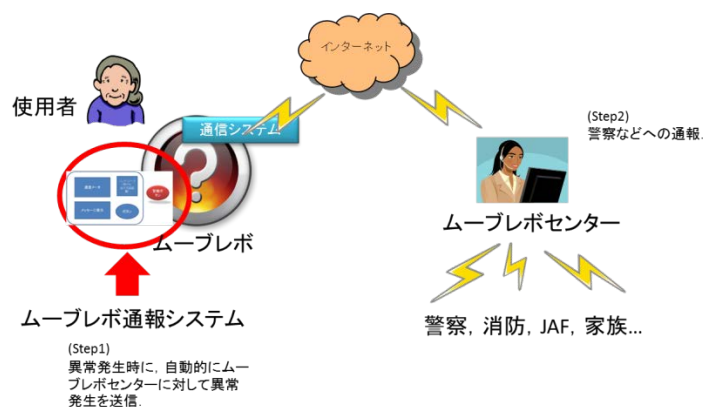 インターネット
使用者
通信システム
(Step2)
警察などへの通報.
ムーブレボ
ムーブレボセンター
ムーブレボ通報システム
警察, 消防, JAF, 家族...
(Step1)
異常発生時に, 自動的にムー
ブレボセンターに対して異常
発生を送信.